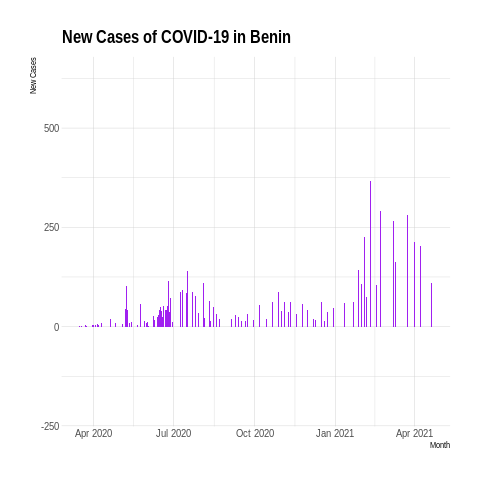 New Cases of COVID-19 in Benin
New Cases
500
250
0
-250
Apr 2020 Jul 2020 Oct 2020 Jan 2021 Apr 2021
Month